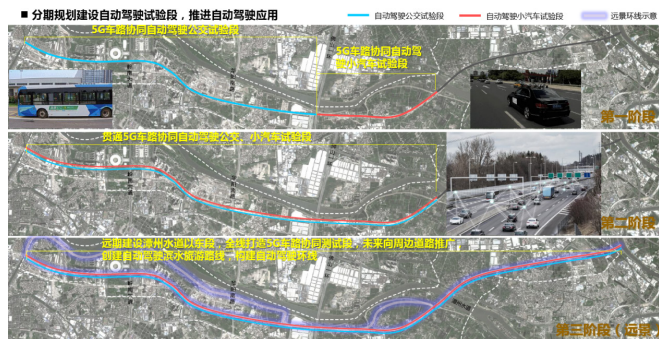 ■ 分期规划建设自动驾驶试验段，推进自动驾驶应用
自动驾驶公交试验段
自动驾驶小汽车试验段
远景环线示意
5G车路协同自动驾驶公交试验段
5G车路协同自动驾
驶小汽车试验段
第一阶段
贯通5G车路协同自动驾驶公交、小汽车试验段
第二阶段
远期建设漳州水道以东段，全线打造5G车路协同测试段，未来向周边道路推广
创建自动驾驶滨水旅游路线，构建自动驾驶环线
第三阶段（远景）